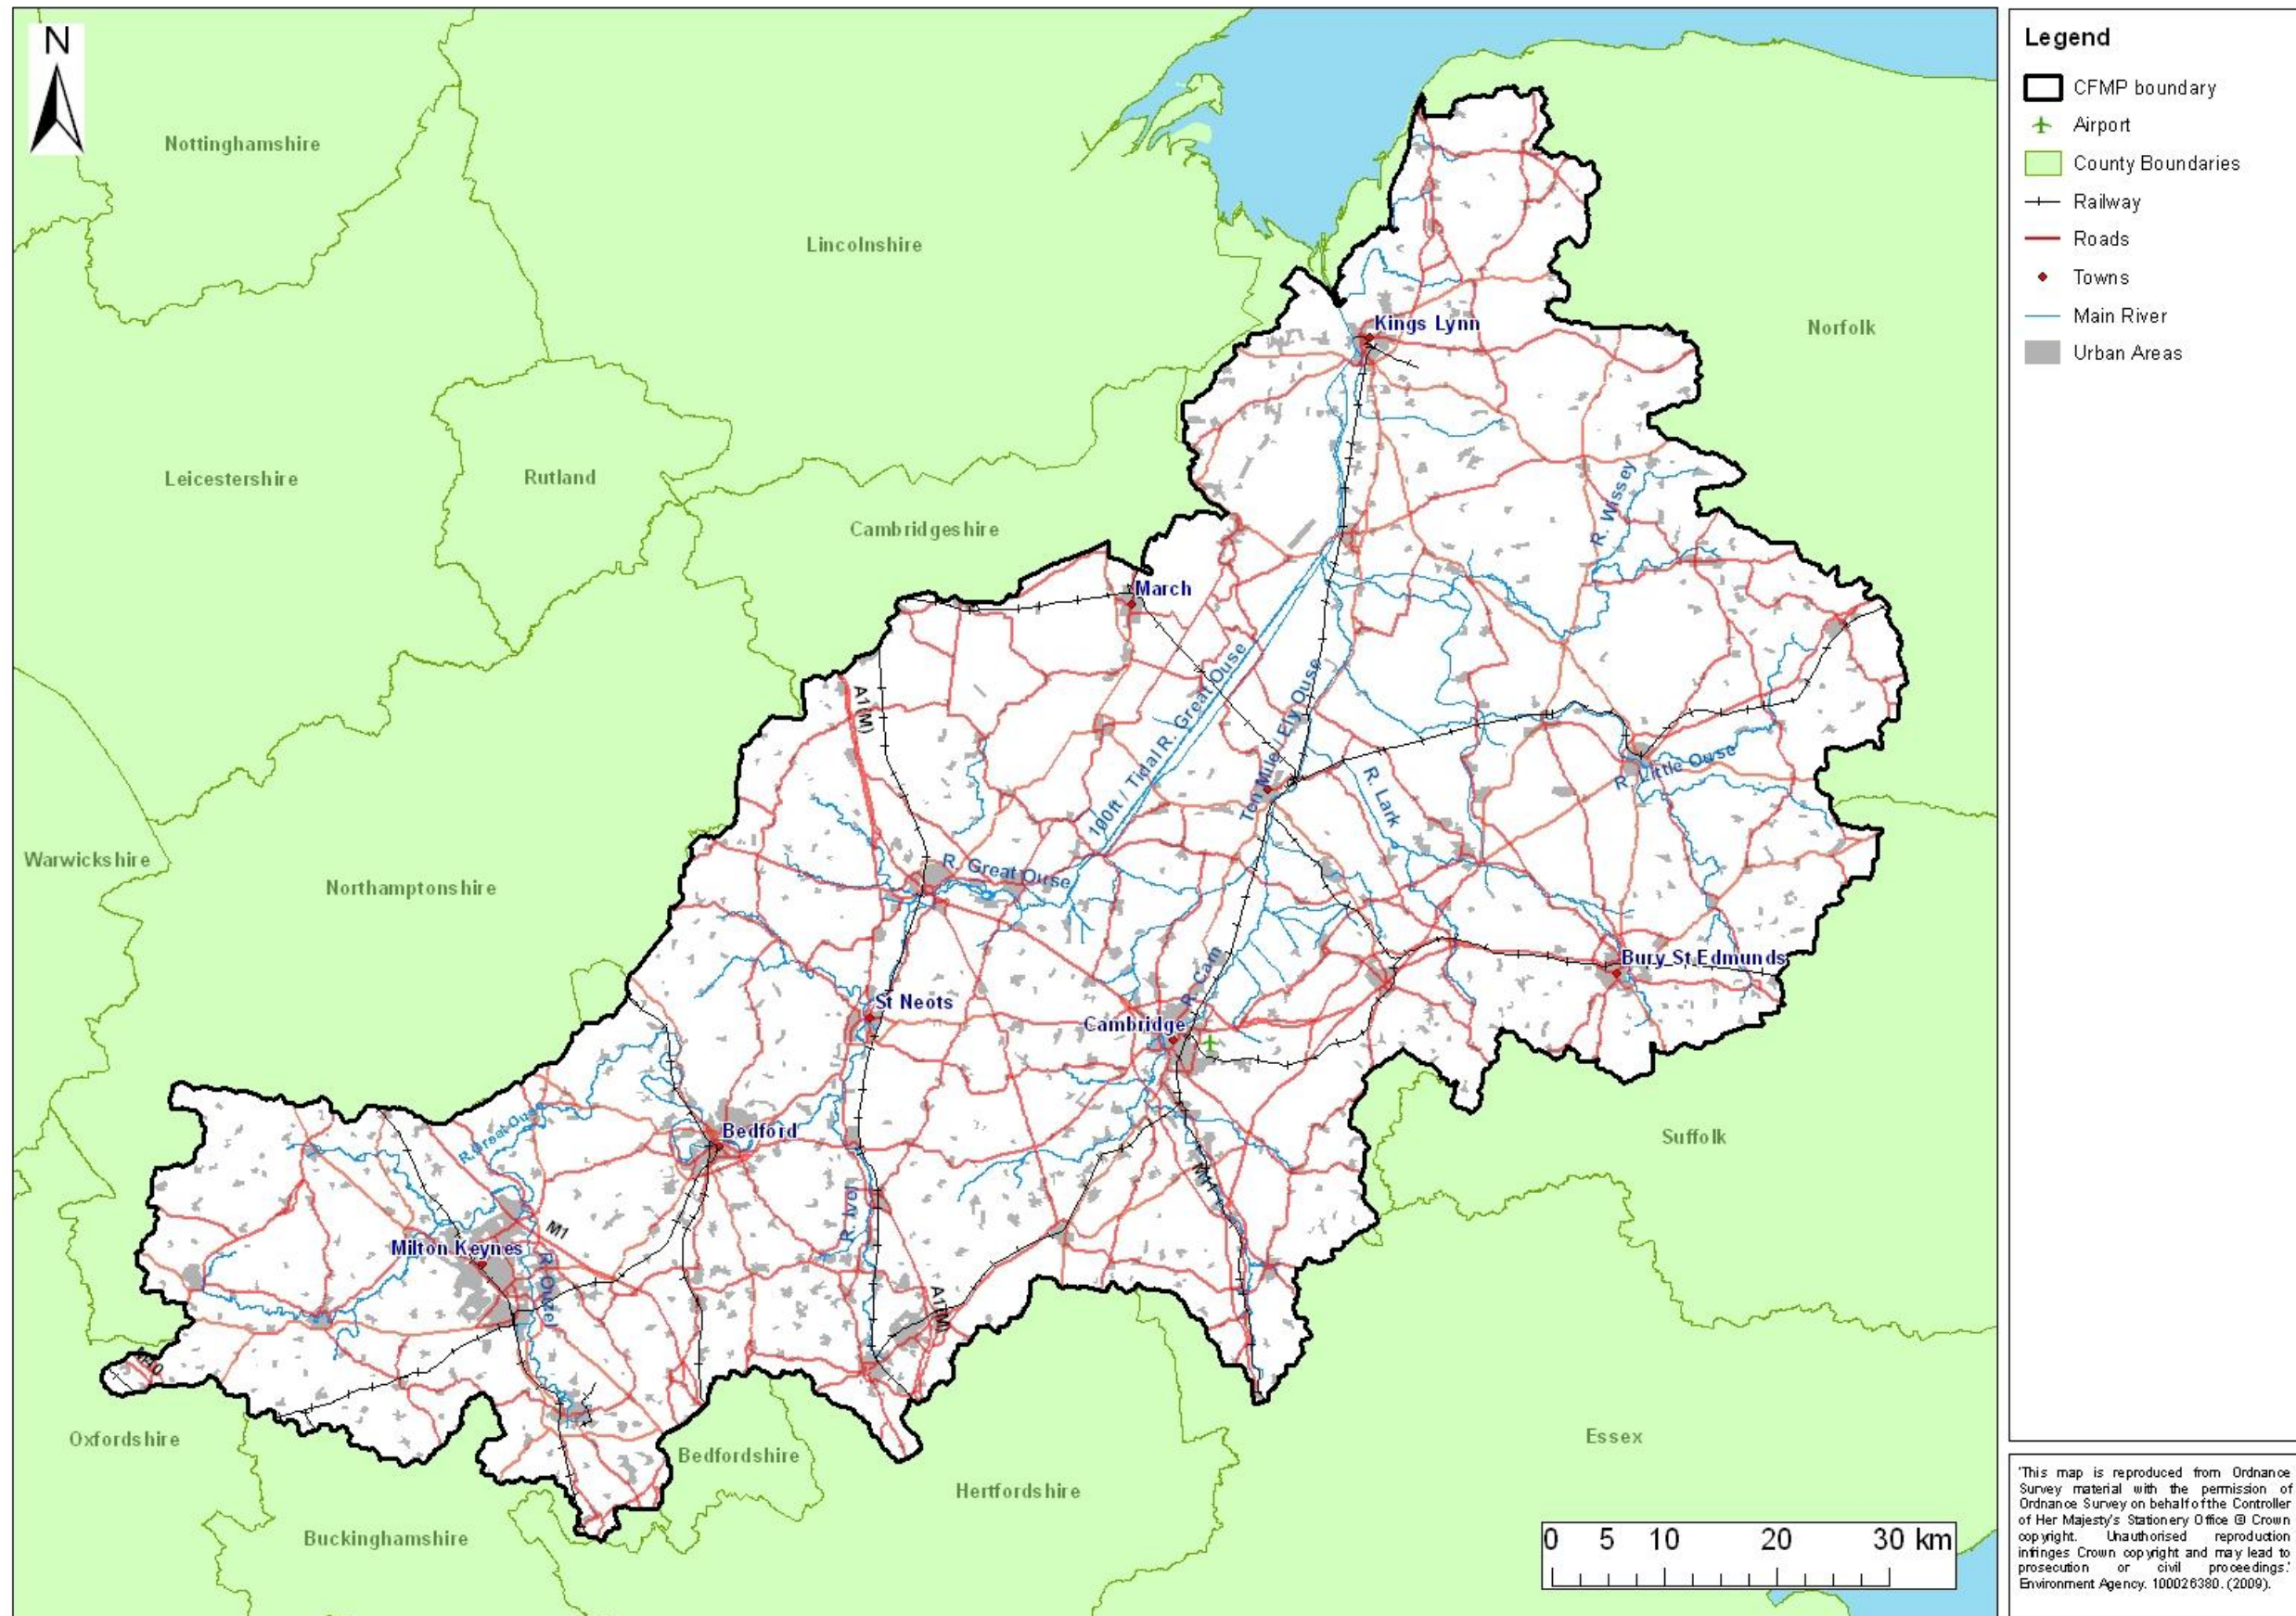 N
Nottinghamshire
Lincolnshire
Norfolk
Kings Lynn
Leicestershire
Rutland
Cambridgeshire
R. Wissey
March
A1(M)
100ft / Tidal R. Great Ouse
Ten Mile / Ely Ouse
R. Lark
R. Little Ouse
Warwickshire
Northamptonshire
R. Great Ouse
R. Cam
Bury St Edmunds
St Neots
Cambridge
R. Great Ouse
Bedford
Suffolk
M11
R. Ivel
M1
Milton Keynes
R. Ouzel
A1(M)
M40
Oxfordshire
Bedfordshire
Essex
Hertfordshire
Buckinghamshire
0 5 10 20 30 km
Legend
CFMP boundary
Airport
County Boundaries
Railway
Roads
Towns
Main River
Urban Areas
'This map is reproduced from Ordnance
Survey material with the permission of
Ordnance Survey on behalf of the Controller
of Her Majesty's Stationery Office © Crown
copyright. Unauthorised reproduction
infringes Crown copyright and may lead to
prosecution or civil proceedings.'
Environment Agency. 100026380. (2009).